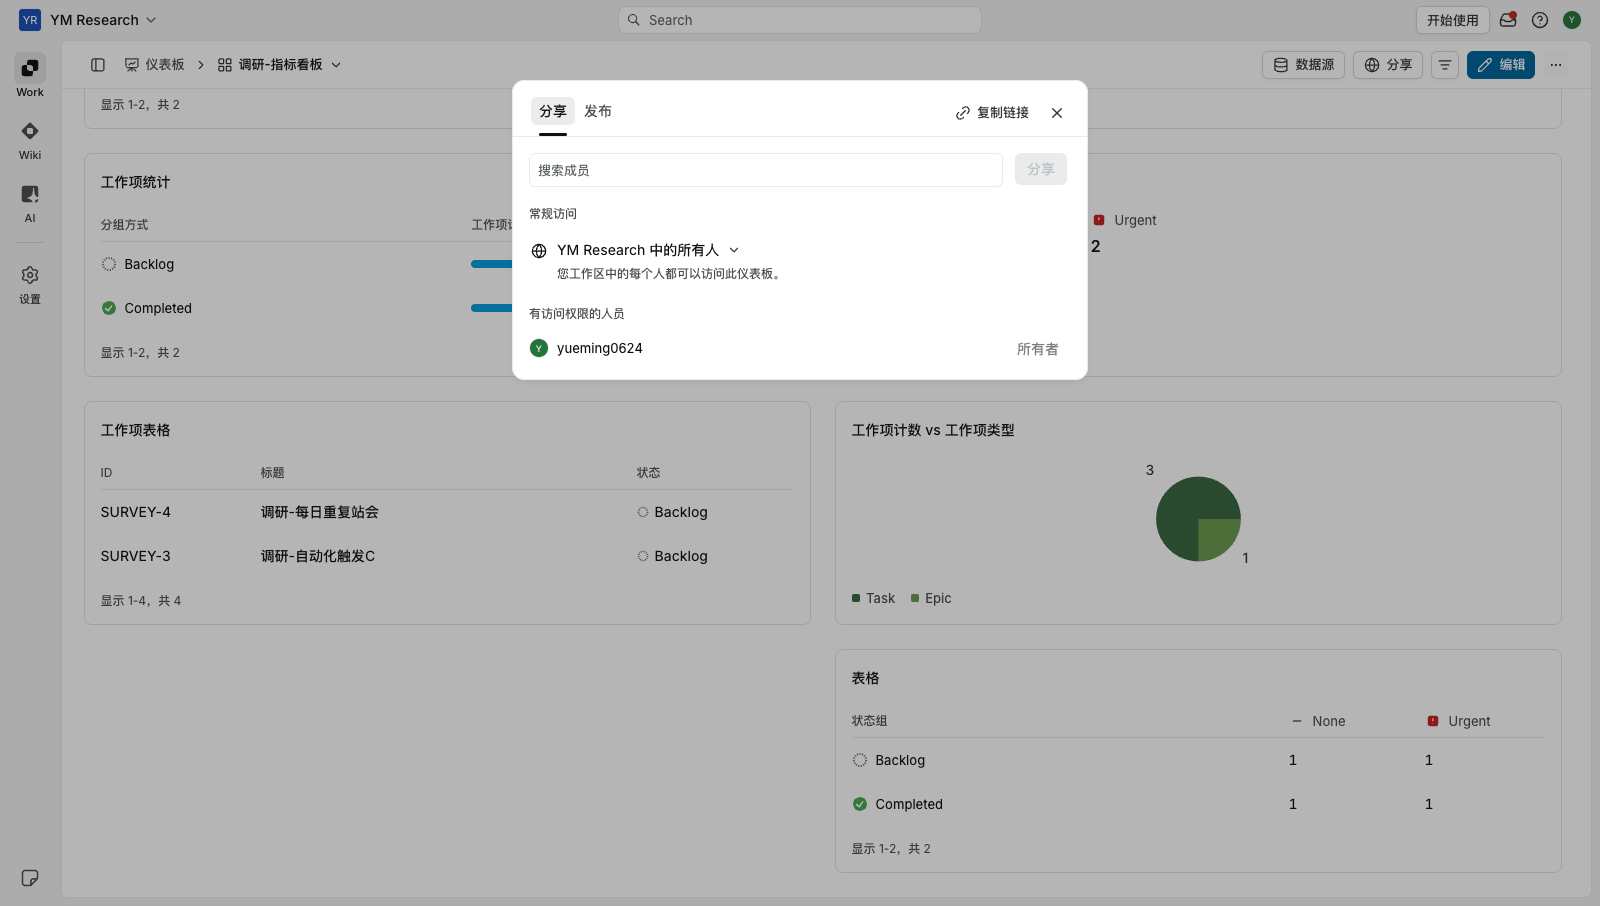 YR YM Research
Search
开始使用
Y
Work
Wiki
AI
设置
仪表板
调研-指标看板
数据源
分享
编辑
显示 1-2，共 2
分享
发布
复制链接
搜索成员
分享
常规访问
YM Research 中的所有人
您工作区中的每个人都可以访问此仪表板。
有访问权限的人员
Y yueming0624
所有者
工作项统计
分组方式
工作项
Backlog
Completed
显示 1-2，共 2
Urgent
2
工作项表格
ID 标题 状态
SURVEY-4 调研-每日重复站会 Backlog
SURVEY-3 调研-自动化触发C Backlog
显示 1-4，共 4
工作项计数 vs 工作项类型
3
1
Task Epic
表格
状态组 None Urgent
Backlog 1 1
Completed 1 1
显示 1-2，共 2